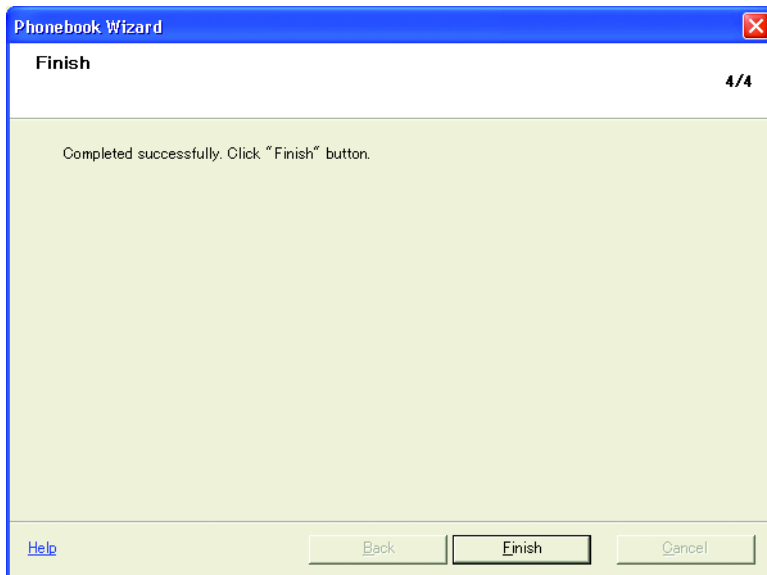 Phonebook Wizard
Finish
4/4
Completed successfully. Click "Finish" button.
Help
Back
Finish
Cancel